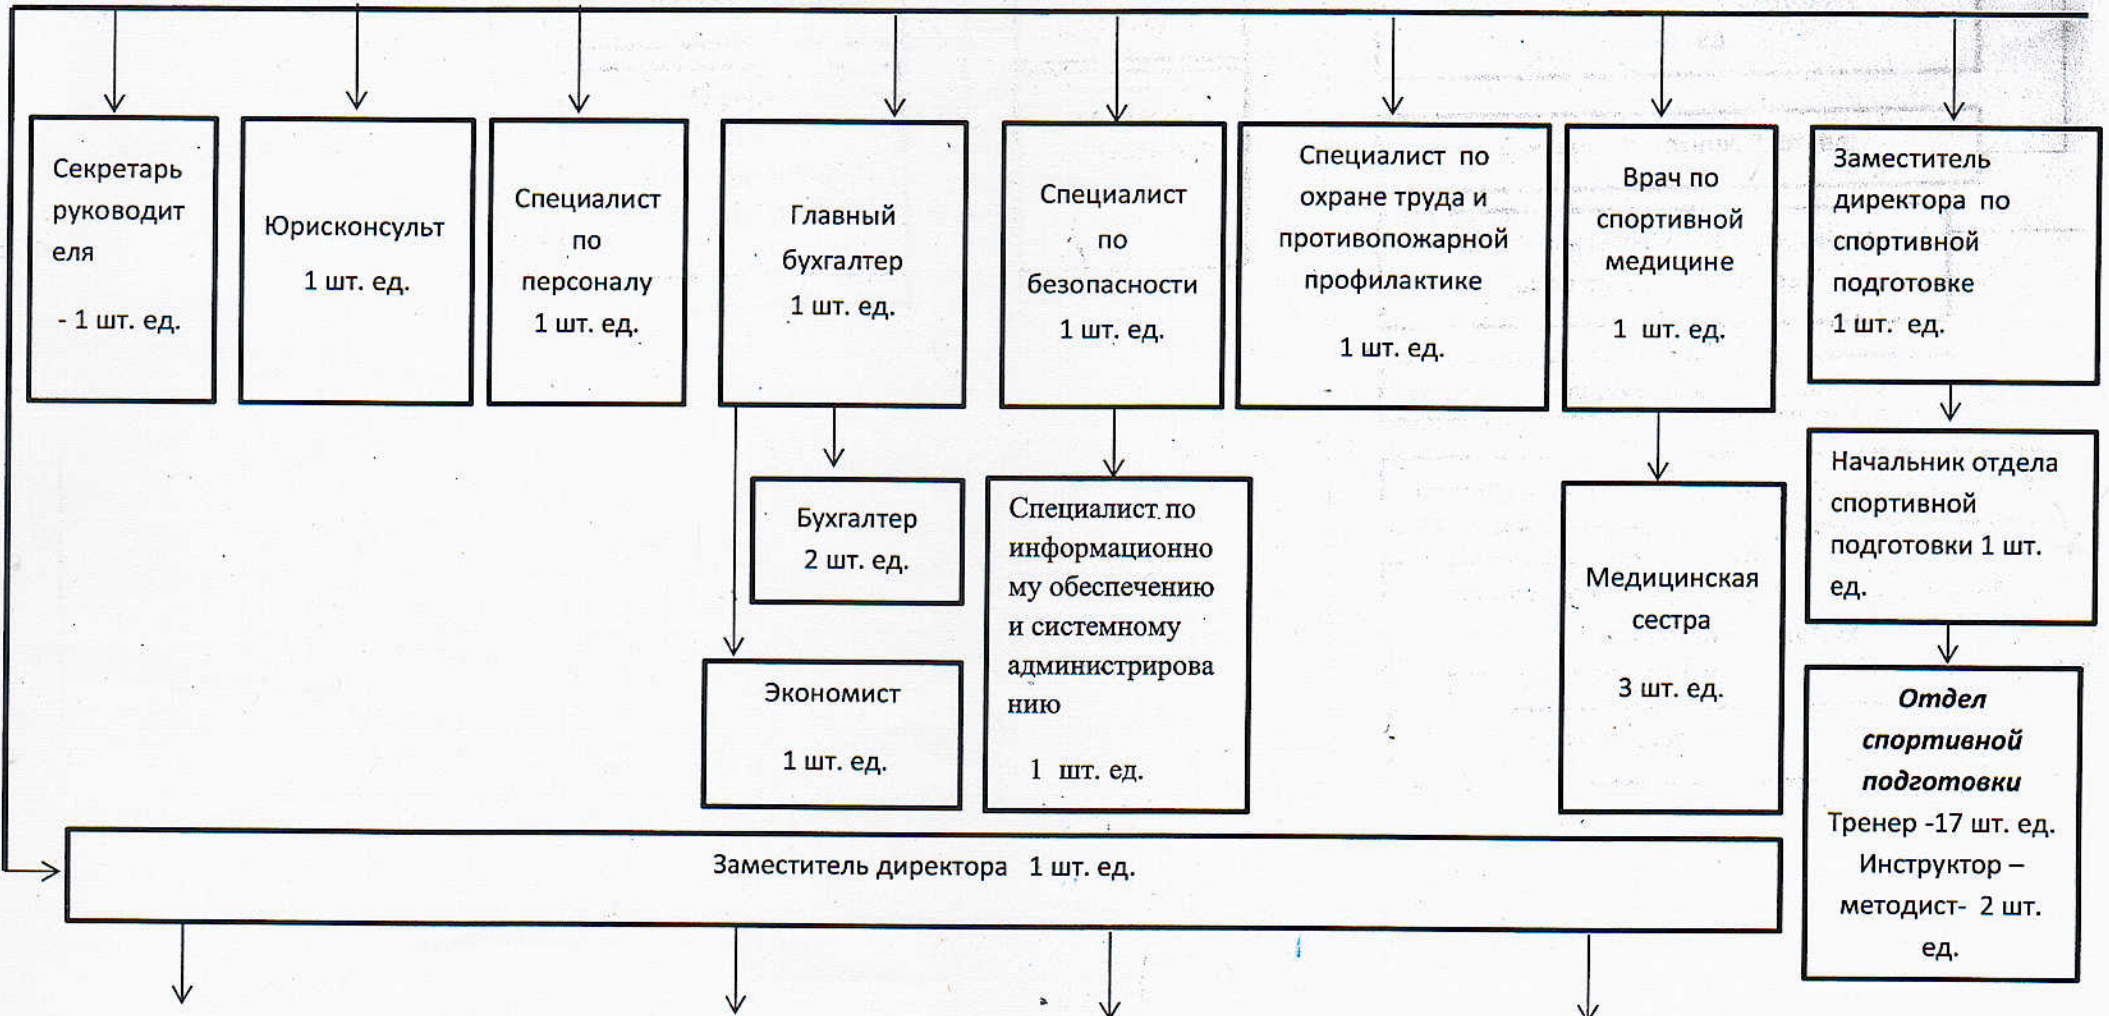 Секретарь
руководит
еля
- 1 шт. ед.
Юрисконсульт
1 шт. ед.
Специалист
по
персоналу
1 шт. ед.
Главный
бухгалтер
1 шт. ед.
Специалист
по
безопасности
1 шт. ед.
Специалист по
охране труда и
противопожарной
профилактике
1 шт. ед.
Врач по
спортивной
медицине
1 шт. ед.
Заместитель
директора по
спортивной
подготовке
1 шт. ед.
Бухгалтер
2 шт. ед.
Экономист
1 шт. ед.
Специалист по
информационно
му обеспечению
и системному
администрирова
нию
1 шт. ед.
Медицинская
сестра
3 шт. ед.
Начальник отдела
спортивной
подготовки 1 шт.
ед.
Отдел
спортивной
подготовки
Тренер -17 шт. ед.
Инструктор –
методист- 2 шт.
ед.
Заместитель директора 1 шт. ед.